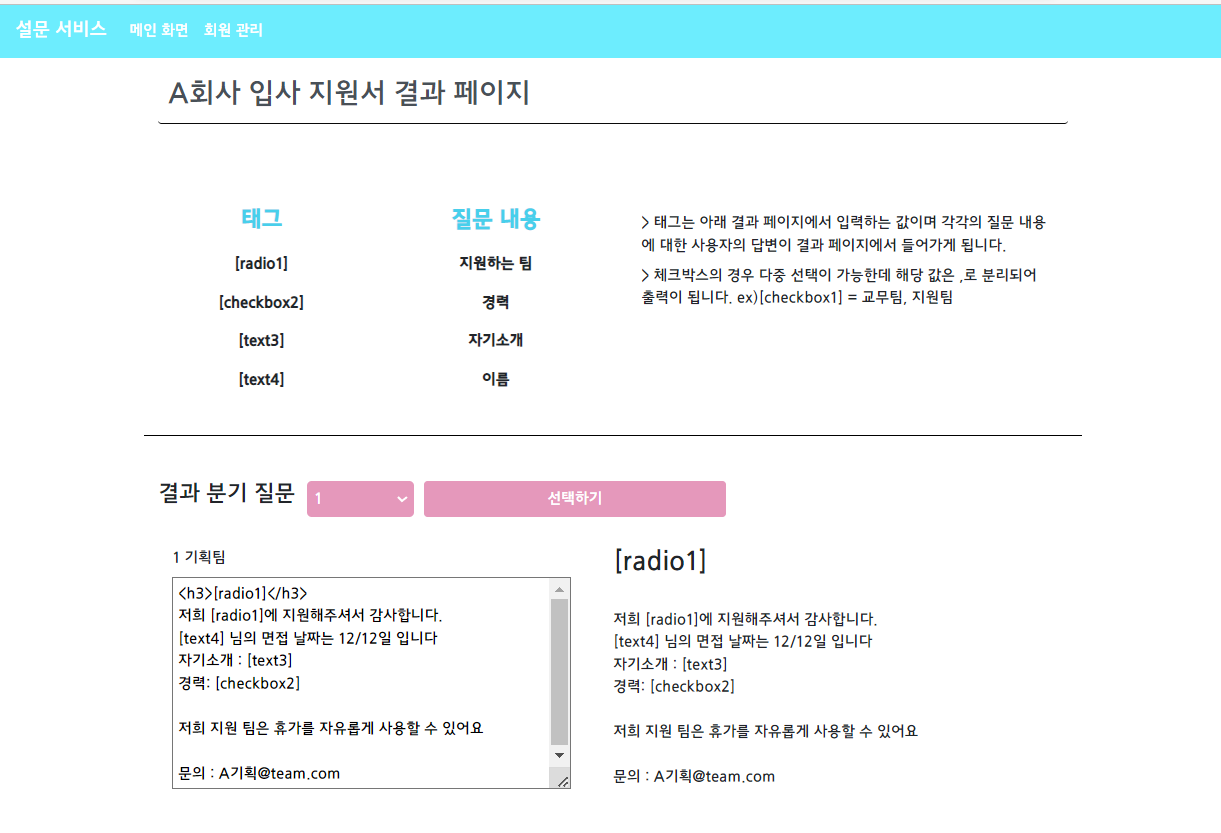 설문 서비스 메인 화면 회원 관리
A회사 입사 지원서 결과 페이지
태그 질문 내용
[radio1] 지원하는 팀
[checkbox2] 경력
[text3] 자기소개
[text4] 이름
> 태그는 아래 결과 페이지에서 입력하는 값이며 각각의 질문 내용
에 대한 사용자의 답변이 결과 페이지에서 들어가게 됩니다.
> 체크박스의 경우 다중 선택이 가능한데 해당 값은 ,로 분리되어
출력이 됩니다. ex)[checkbox1] = 교무팀, 지원팀
결과 분기 질문 1 선택하기
1 기획팀
<h3>[radio1]</h3>
저희 [radio1]에 지원해주셔서 감사합니다.
[text4] 님의 면접 날짜는 12/12일 입니다
자기소개 : [text3]
경력: [checkbox2]
저희 지원 팀은 휴가를 자유롭게 사용할 수 있어요
문의 : A기획@team.com
[radio1]
저희 [radio1]에 지원해주셔서 감사합니다.
[text4] 님의 면접 날짜는 12/12일 입니다
자기소개 : [text3]
경력: [checkbox2]
저희 지원 팀은 휴가를 자유롭게 사용할 수 있어요
문의 : A기획@team.com